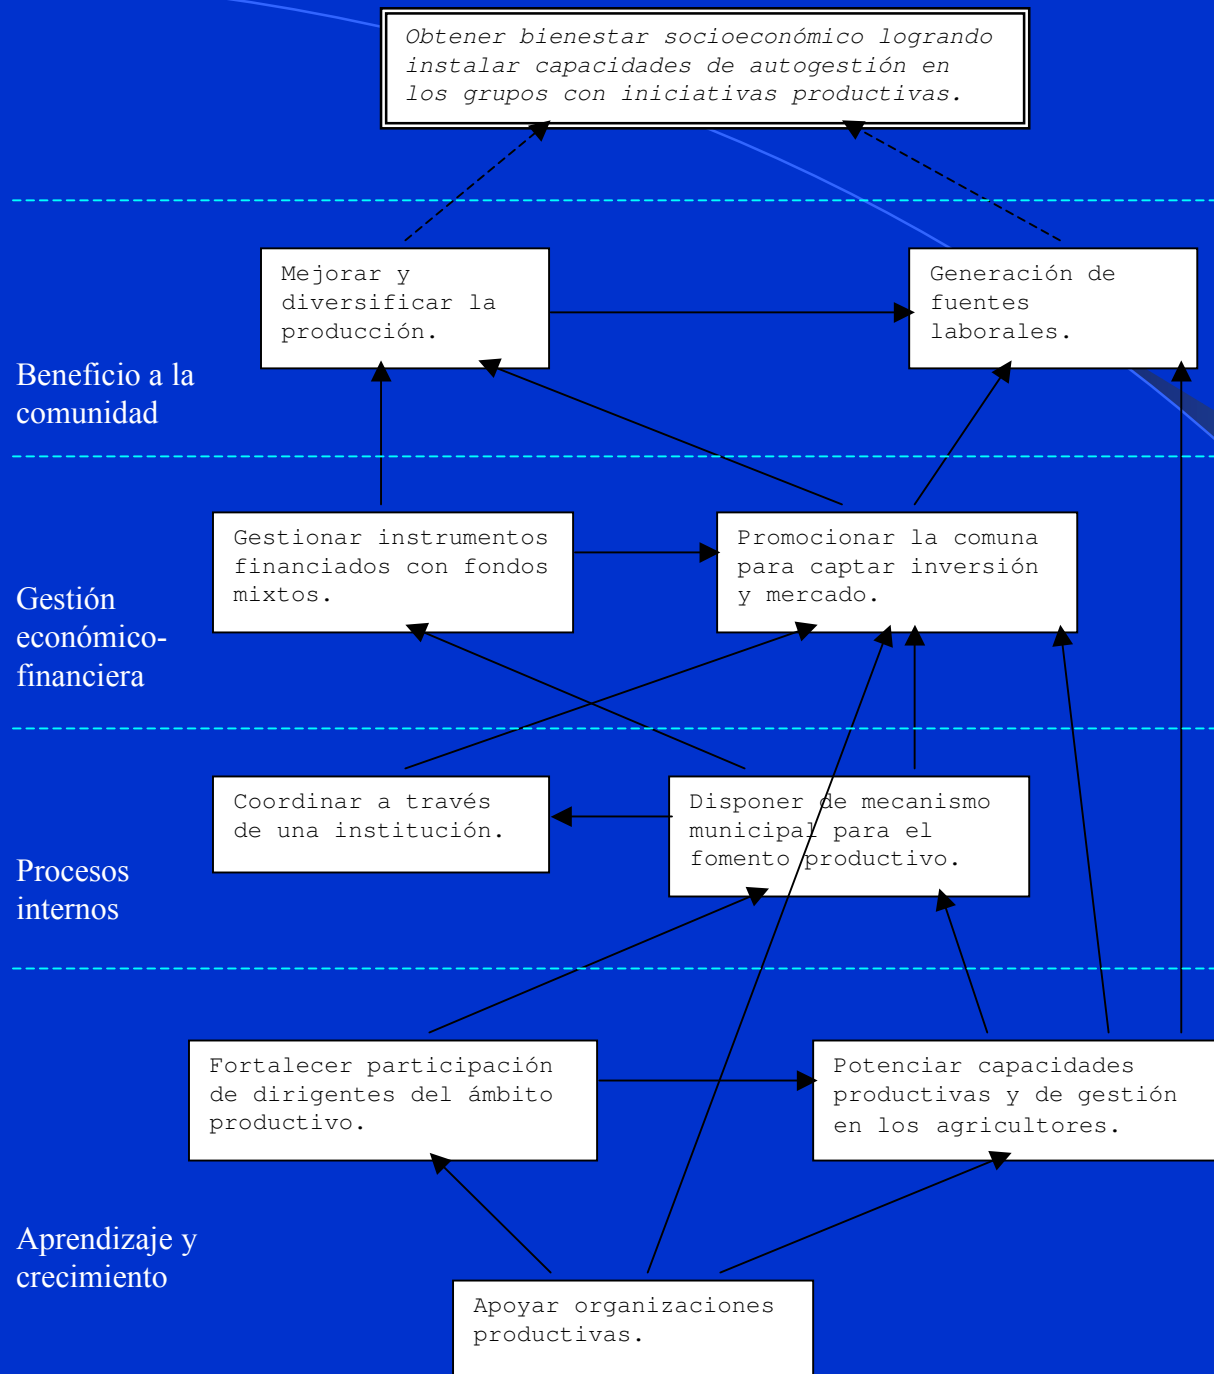 Obtener bienestar socioeconómico logrando
instalar capacidades de autogestión en
los grupos con iniciativas productivas.
Mejorar y
diversificar la
producción.
Generación de
fuentes
laborales.
Beneficio a la
comunidad
Gestionar instrumentos
financiados con fondos
mixtos.
Promocionar la comuna
para captar inversión
y mercado.
Gestión
económico-
financiera
Coordinar a través
de una institución.
Disponer de mecanismo
municipal para el
fomento productivo.
Procesos
internos
Fortalecer participación
de dirigentes del ámbito
productivo.
Potenciar capacidades
productivas y de gestión
en los agricultores.
Aprendizaje y
crecimiento
Apoyar organizaciones
productivas.